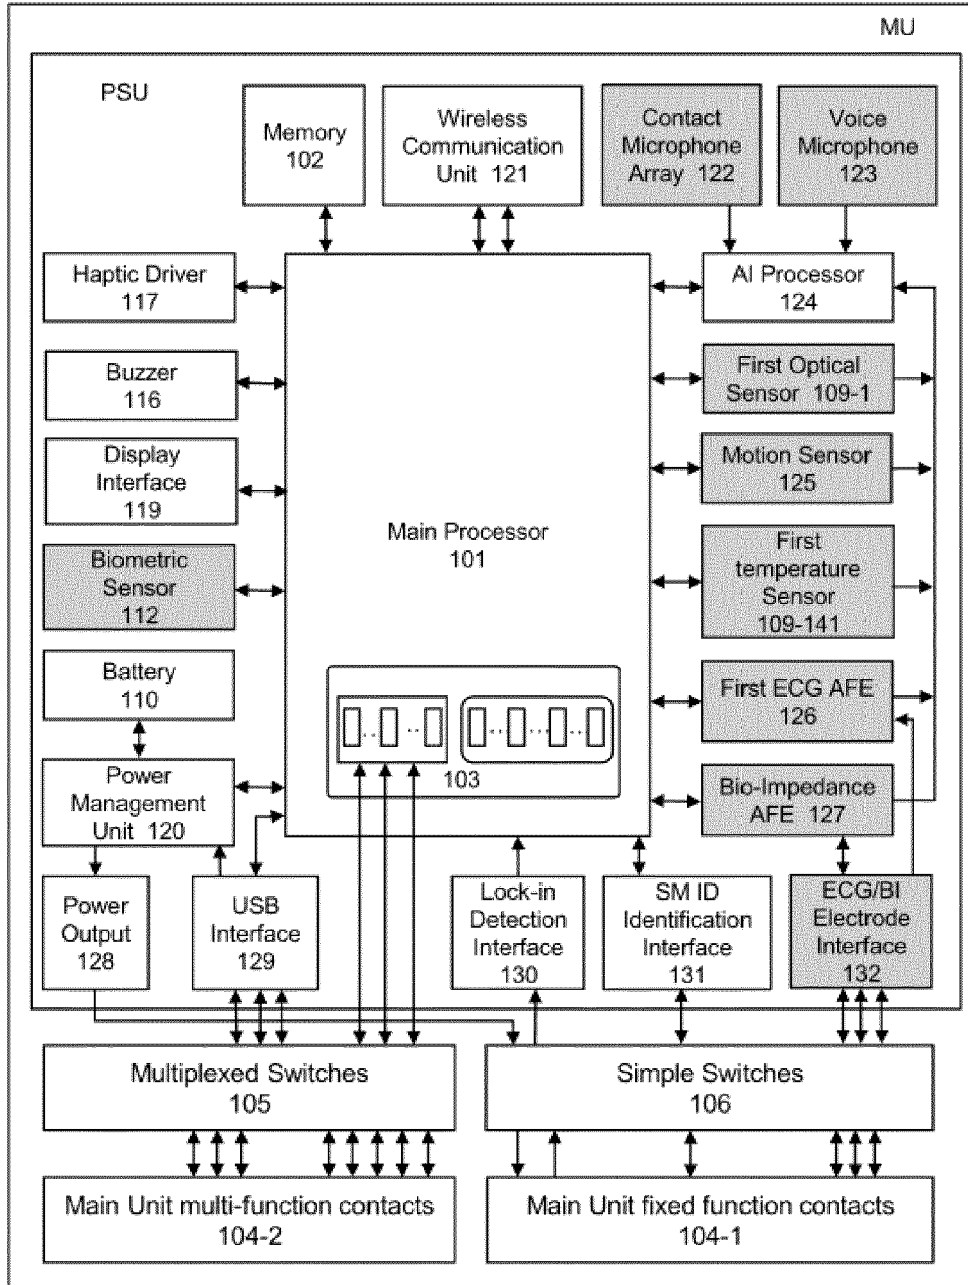 MU
PSU
Memory
102
Wireless
Communication
Unit 121
Contact
Microphone
Array 122
Voice
Microphone
123
Haptic Driver
117
AI Processor
124
Buzzer
116
First Optical
Sensor 109-1
Display
Interface
119
Motion Sensor
125
Main Processor
101
Biometric
Sensor
112
First
temperature
Sensor
109-141
Battery
110
First ECG AFE
126
103
Power
Management
Unit 120
Bio-Impedance
AFE 127
Power
Output
128
USB
Interface
129
Lock-in
Detection
Interface
130
SM ID
Identification
Interface
131
ECG/BI
Electrode
Interface
132
Multiplexed Switches
105
Simple Switches
106
Main Unit multi-function contacts
104-2
Main Unit fixed function contacts
104-1